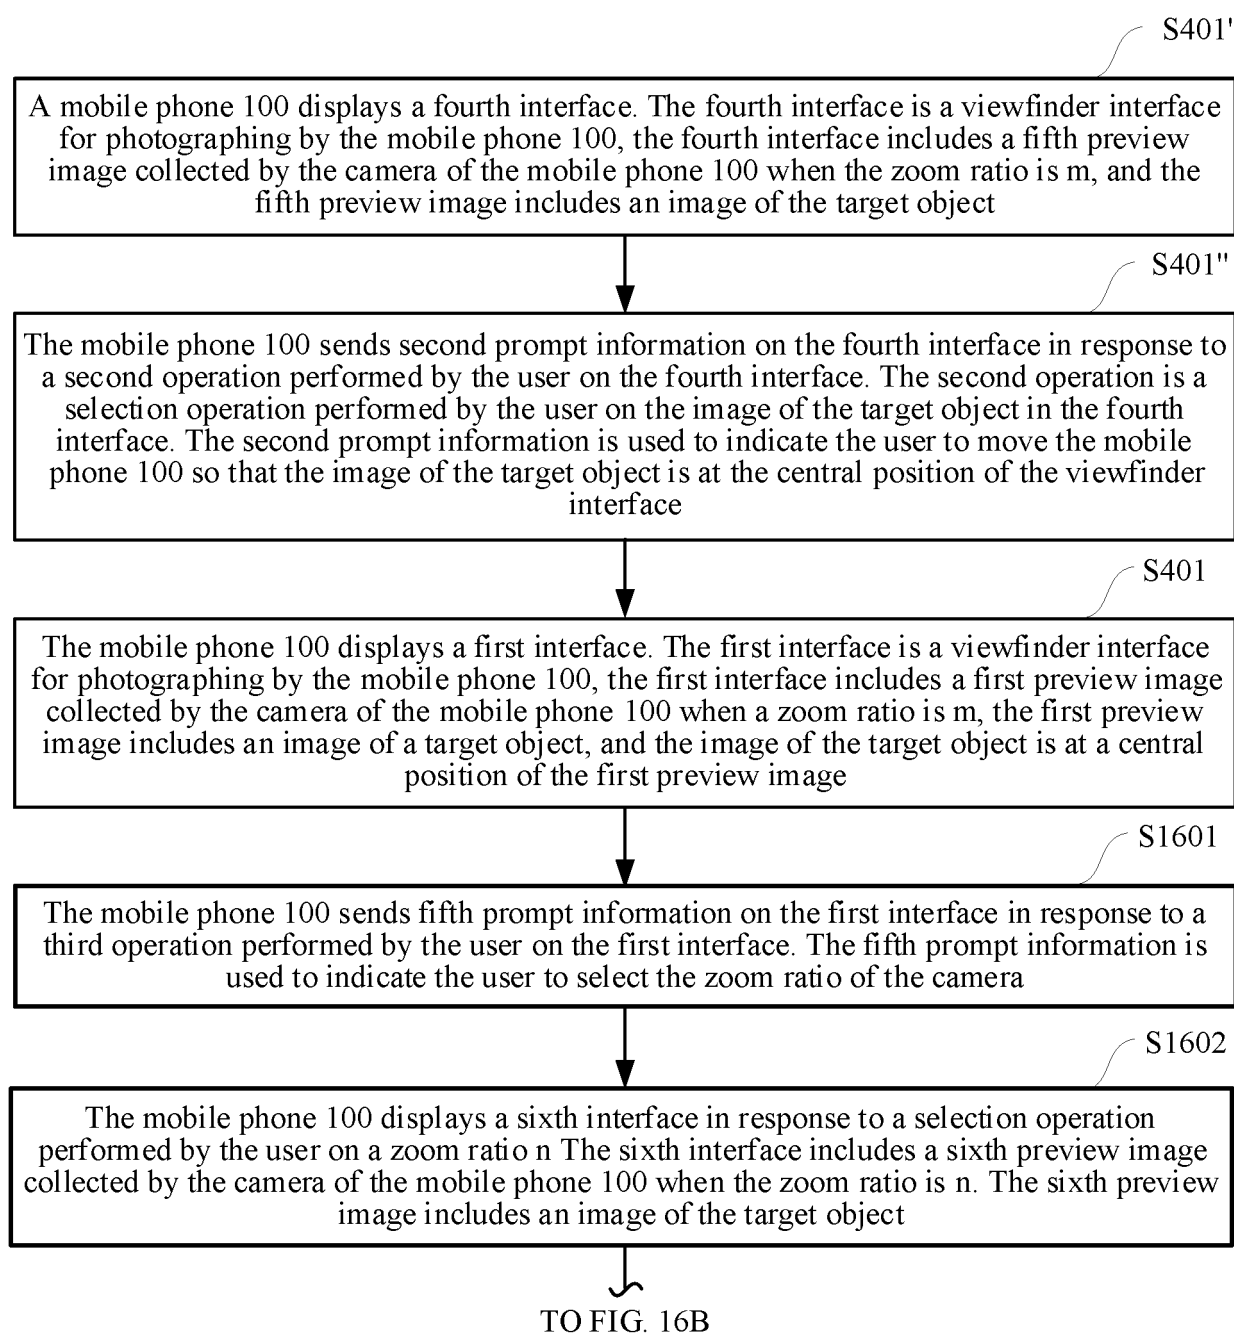 S401'
A mobile phone 100 displays a fourth interface. The fourth interface is a viewfinder interface
for photographing by the mobile phone 100, the fourth interface includes a fifth preview
image collected by the camera of the mobile phone 100 when the zoom ratio is m, and the
fifth preview image includes an image of the target object
S401"
The mobile phone 100 sends second prompt information on the fourth interface in response to
a second operation performed by the user on the fourth interface. The second operation is a
selection operation performed by the user on the image of the target object in the fourth
interface. The second prompt information is used to indicate the user to move the mobile
phone 100 so that the image of the target object is at the central position of the viewfinder
interface
S401
The mobile phone 100 displays a first interface. The first interface is a viewfinder interface
for photographing by the mobile phone 100, the first interface includes a first preview image
collected by the camera of the mobile phone 100 when a zoom ratio is m, the first preview
image includes an image of a target object, and the image of the target object is at a central
position of the first preview image
S1601
The mobile phone 100 sends fifth prompt information on the first interface in response to a
third operation performed by the user on the first interface. The fifth prompt information is
used to indicate the user to select the zoom ratio of the camera
S1602
The mobile phone 100 displays a sixth interface in response to a selection operation
performed by the user on a zoom ratio n The sixth interface includes a sixth preview image
collected by the camera of the mobile phone 100 when the zoom ratio is n. The sixth preview
image includes an image of the target object
TO FIG. 16B